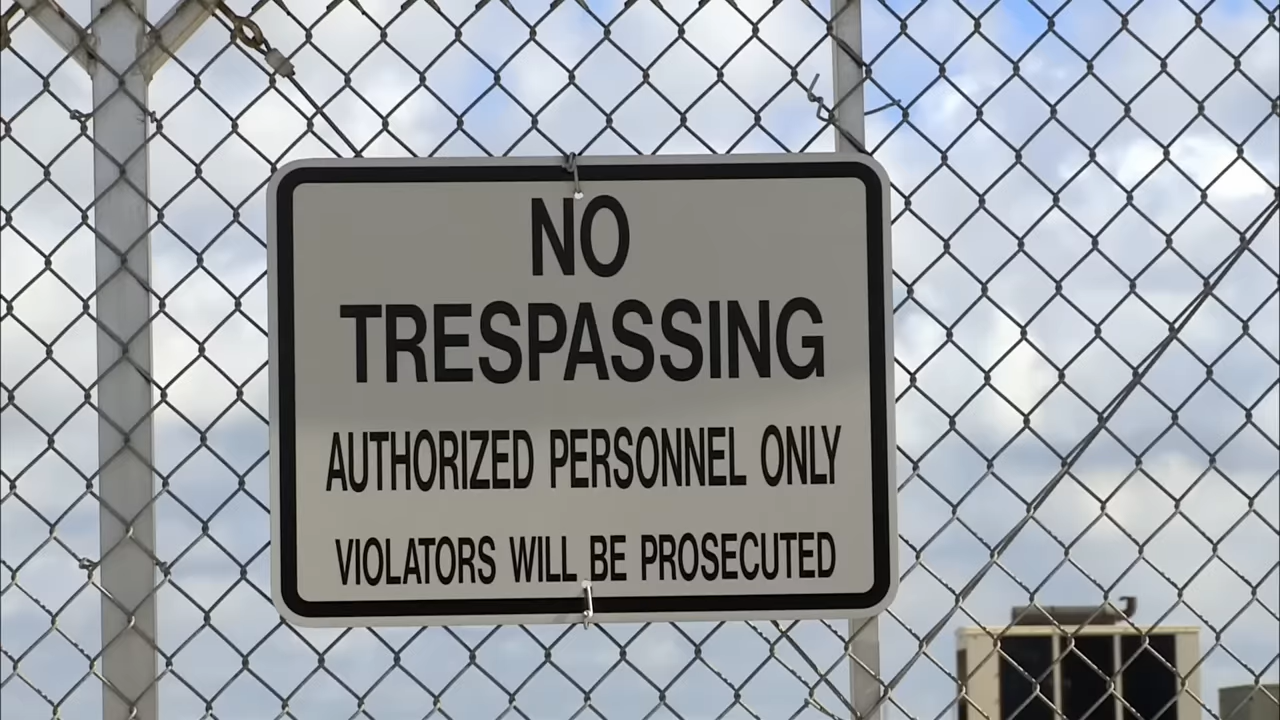 NO
TRESPASSING
AUTHORIZED PERSONNEL ONLY
VIOLATORS WILL BE PROSECUTED